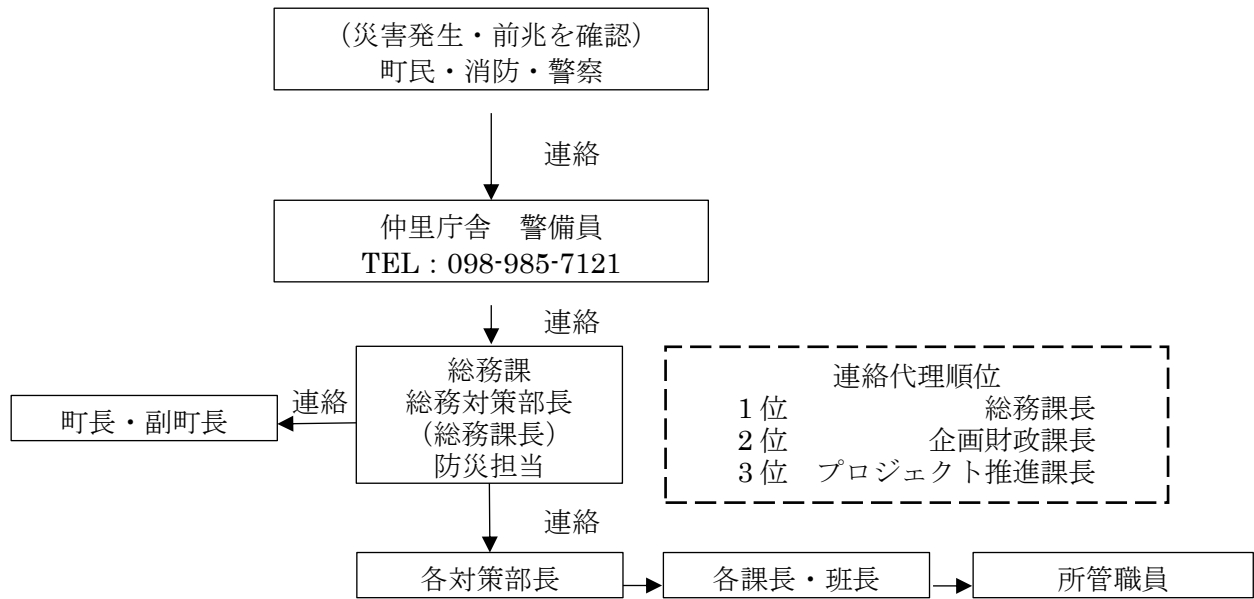 (災害発生・前兆を確認)
町民・消防・警察
連絡
仲里庁舎　警備員
TEL：098-985-7121
連絡
総務課
総務対策部長
(総務課長)
防災担当
連絡
町長・副町長
連絡代理順位
1位　総務課長
2位　企画財政課長
3位　プロジェクト推進課長
連絡
各対策部長
各課長・班長
所管職員